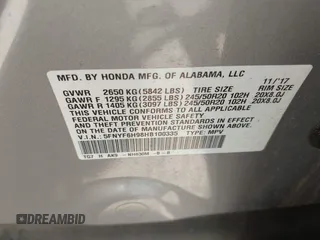 MFD. BY HONDA MFG. OF ALABAMA, LLC 11/'17
GVWR 2650 KG (5842 LBS) TIRE SIZE RIM SIZE
GAWR F 1295 KG (2855 LBS) 245/50R20 102H 20X8.0J
GAWR R 1405 KG (3097 LBS) 245/50R20 102H 20X8.0J
THIS VEHICLE CONFORMS TO ALL APPLICABLE
FEDERAL MOTOR VEHICLE SAFETY AND
THEFT PREVENTION STANDARDS IN EFFECT ON THE
DATE OF MANUFACTURE SHOWN ABOVE.
V.I.N.: TYPE: MPV
DREAMBID